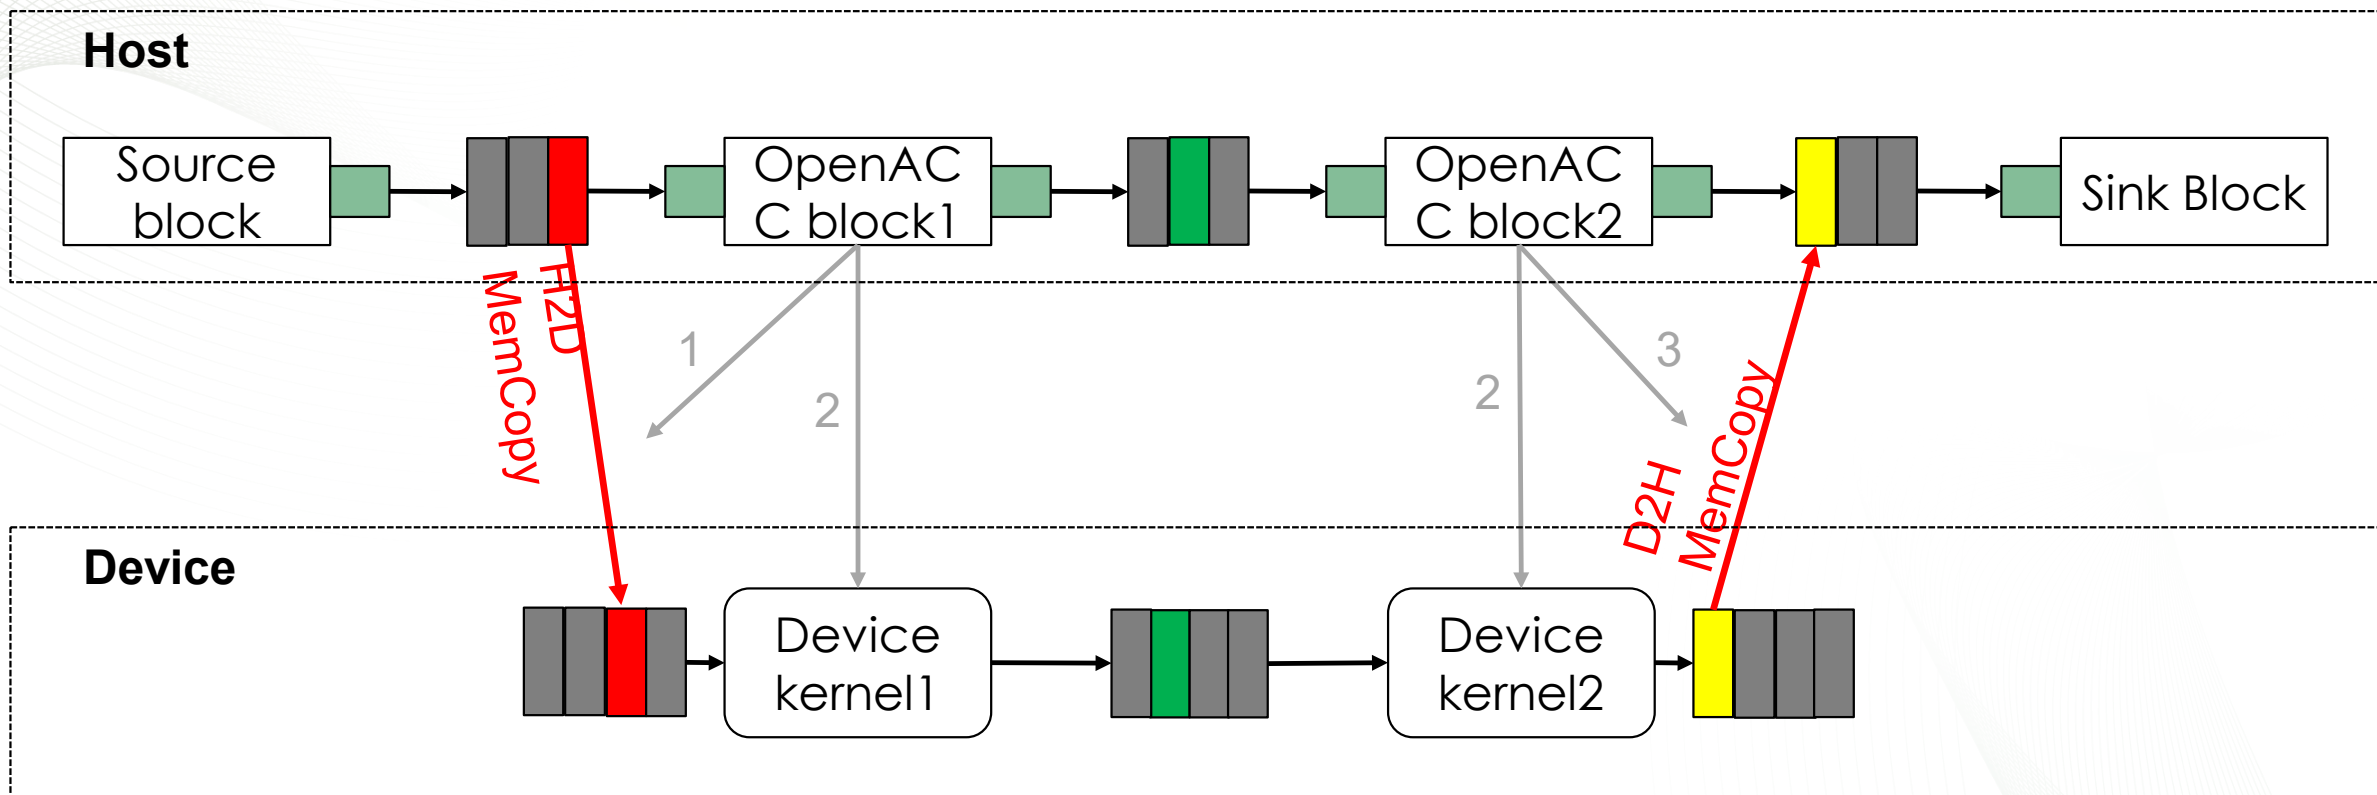 Host
Source
block
OpenAC
C block1
OpenAC
C block2
Sink Block
H2D
MemCopy
1
2
2
3
D2H
MemCopy
Device
Device
kernel1
Device
kernel2